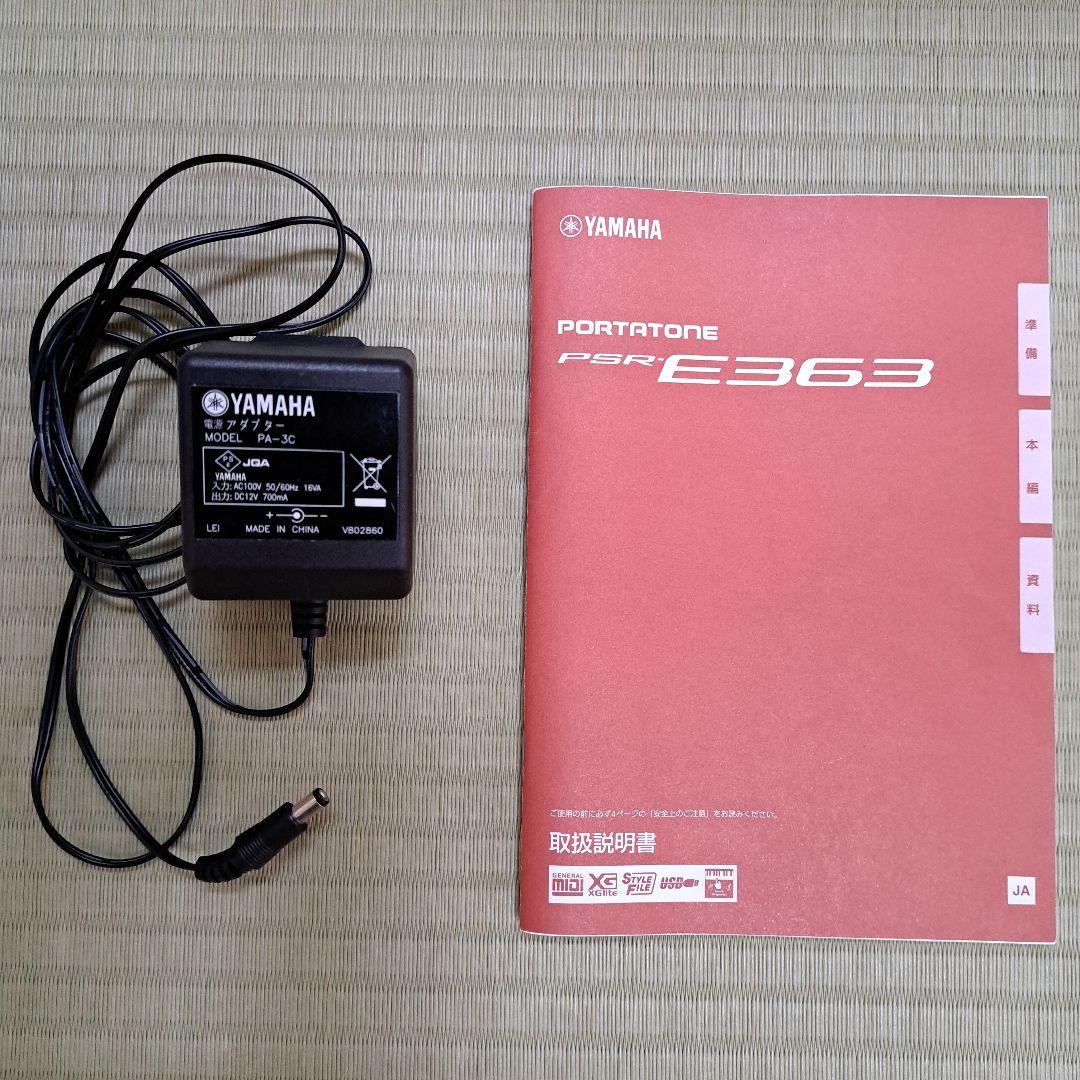 YAMAHA
電源 アダプター
MODEL PA-3C
PS
E
JQA
YAMAHA
入力: AC100V 50/60Hz 16VA
出力: DC12V 700mA
+ −
LEI MADE IN CHINA V802860
YAMAHA
PORTATONE
PSR-E363
準備
本編
資料
ご使用の前に必ず4ページの「安全上のご注意」をお読みください。
取扱説明書
GENERAL
MIDI
XG
XGlite
STYLE
FILE
USB
JA